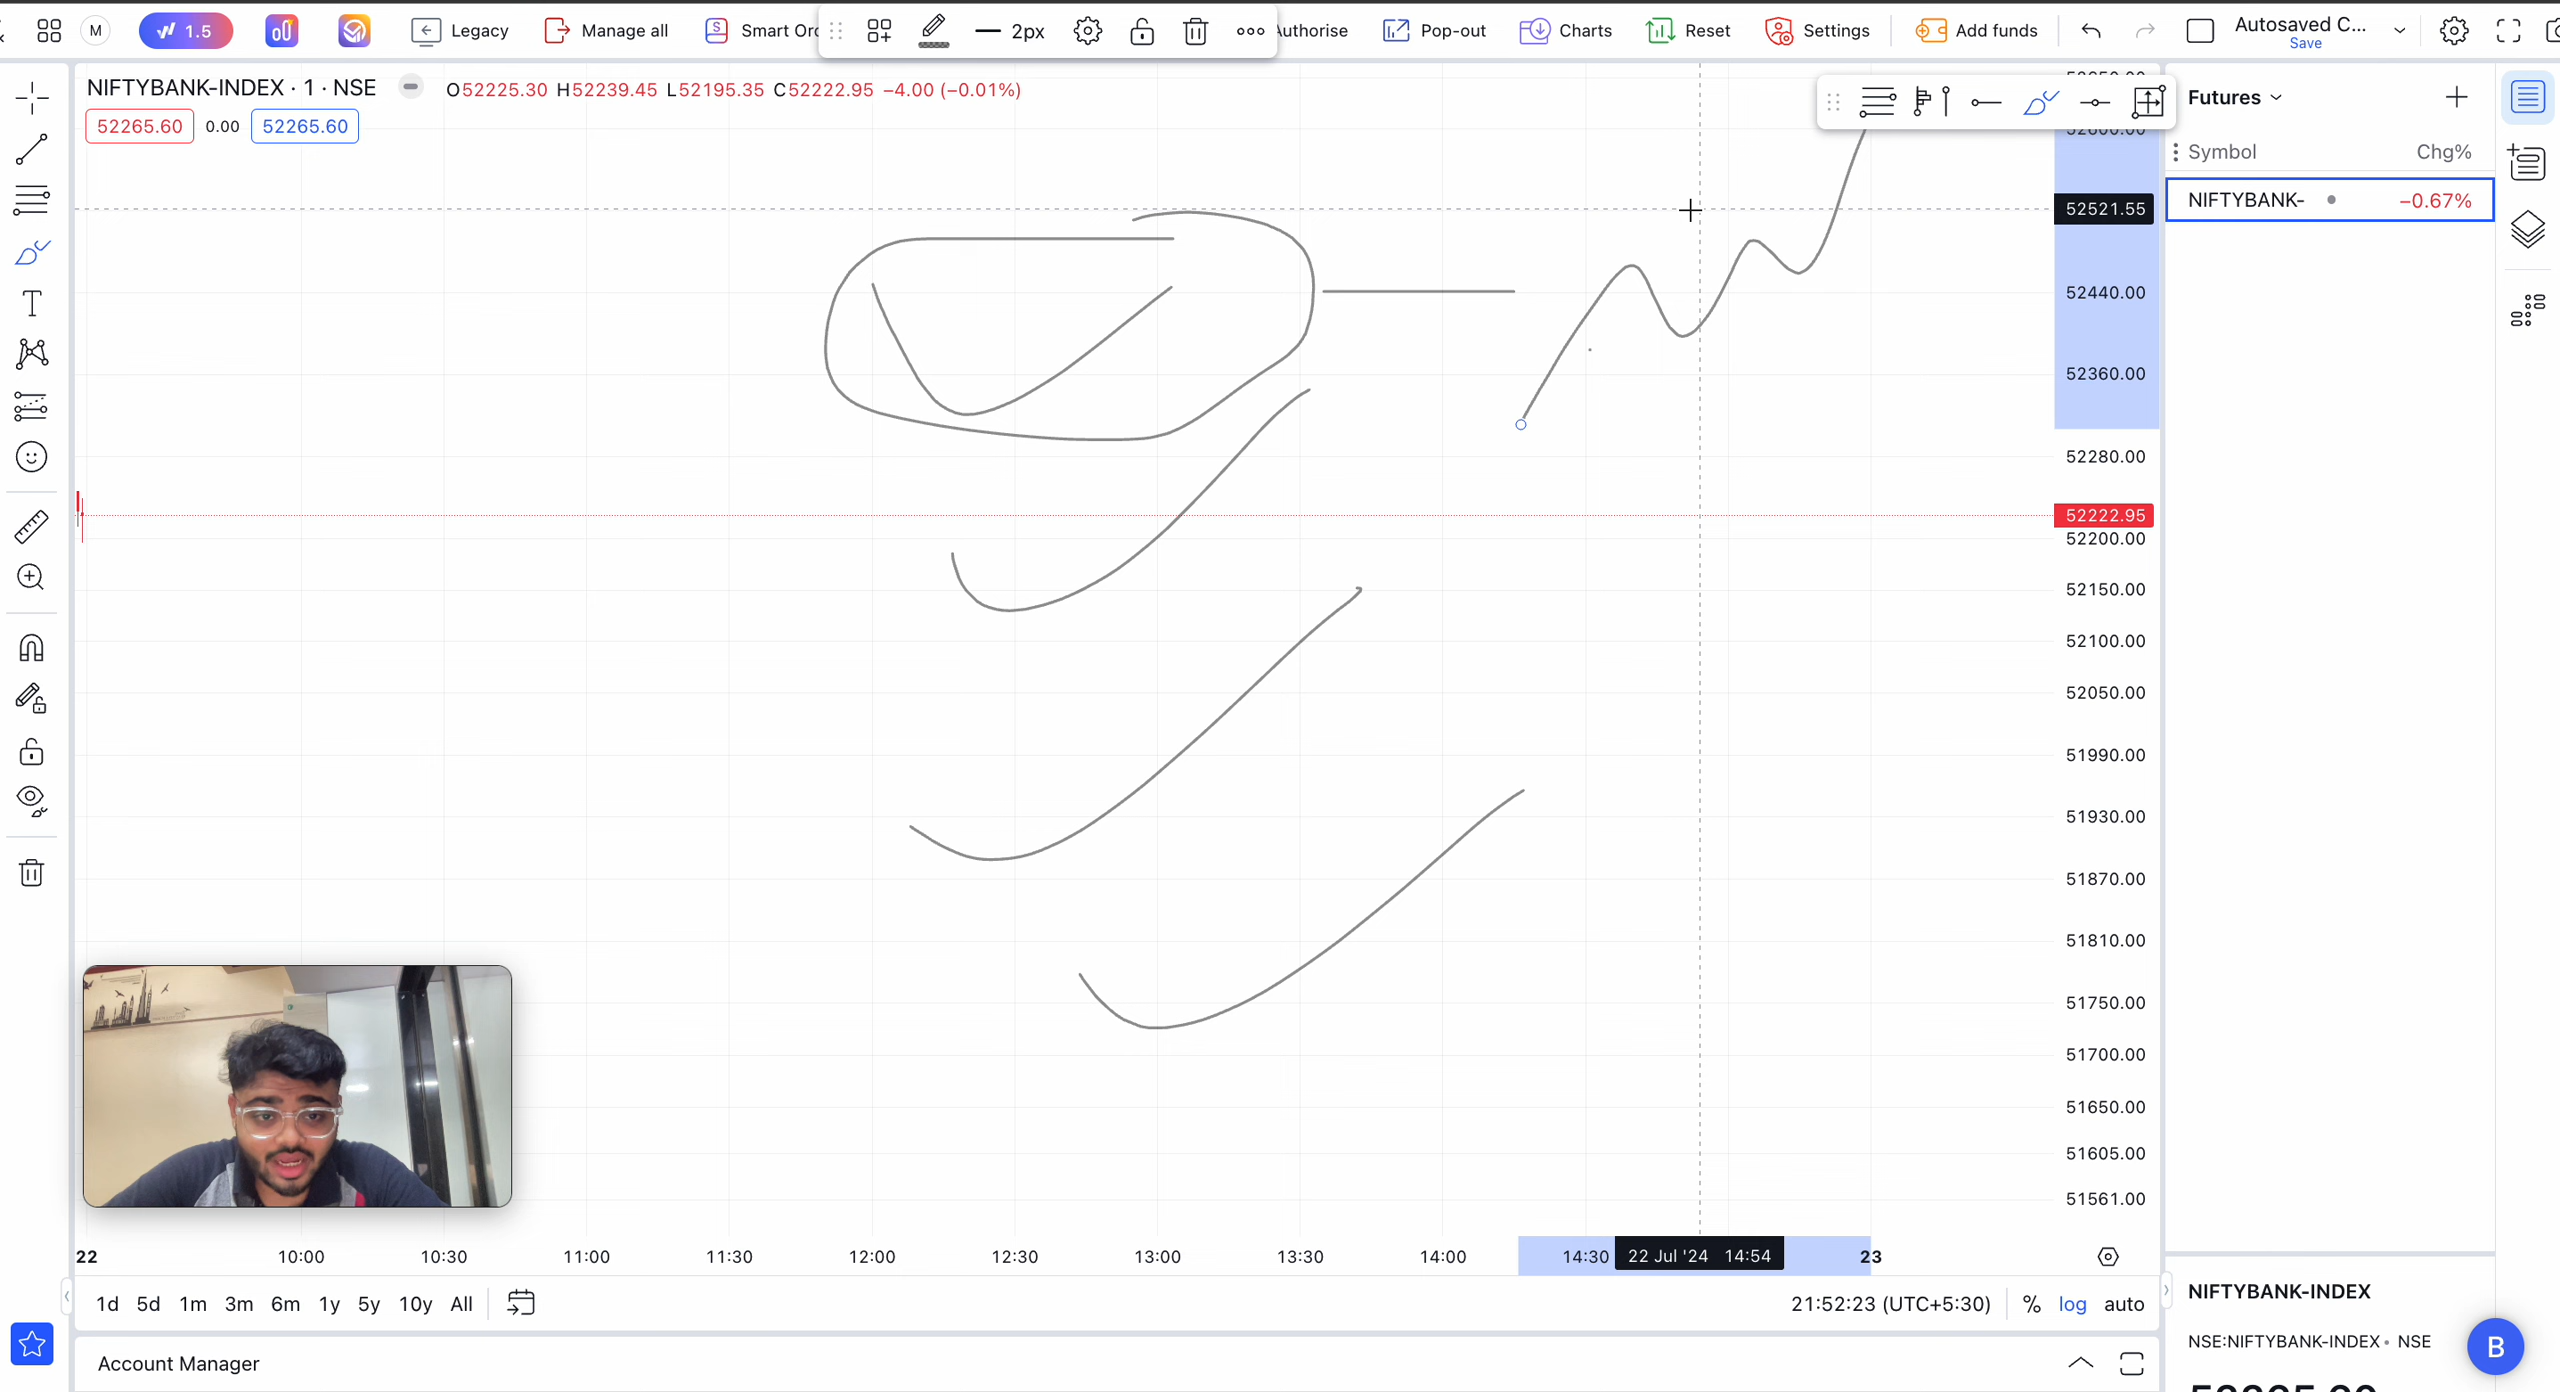 M 1.5 Legacy Manage all Smart Orc 2px Authorise Pop-out Charts Reset Settings Add funds Autosaved C...
Save
NIFTYBANK-INDEX · 1 · NSE O52225.30 H52239.45 L52195.35 C52222.95 −4.00 (−0.01%)
52265.60 0.00 52265.60
Futures
Symbol Chg%
NIFTYBANK- −0.67%
52600.00
52521.55
52440.00
52360.00
52280.00
52222.95
52200.00
52150.00
52100.00
52050.00
51990.00
51930.00
51870.00
51810.00
51750.00
51700.00
51650.00
51605.00
51561.00
22 10:00 10:30 11:00 11:30 12:00 12:30 13:00 13:30 14:00 14:30 22 Jul '24 14:54 23
1d 5d 1m 3m 6m 1y 5y 10y All 21:52:23 (UTC+5:30) % log auto
Account Manager
NIFTYBANK-INDEX
NSE:NIFTYBANK-INDEX • NSE
B